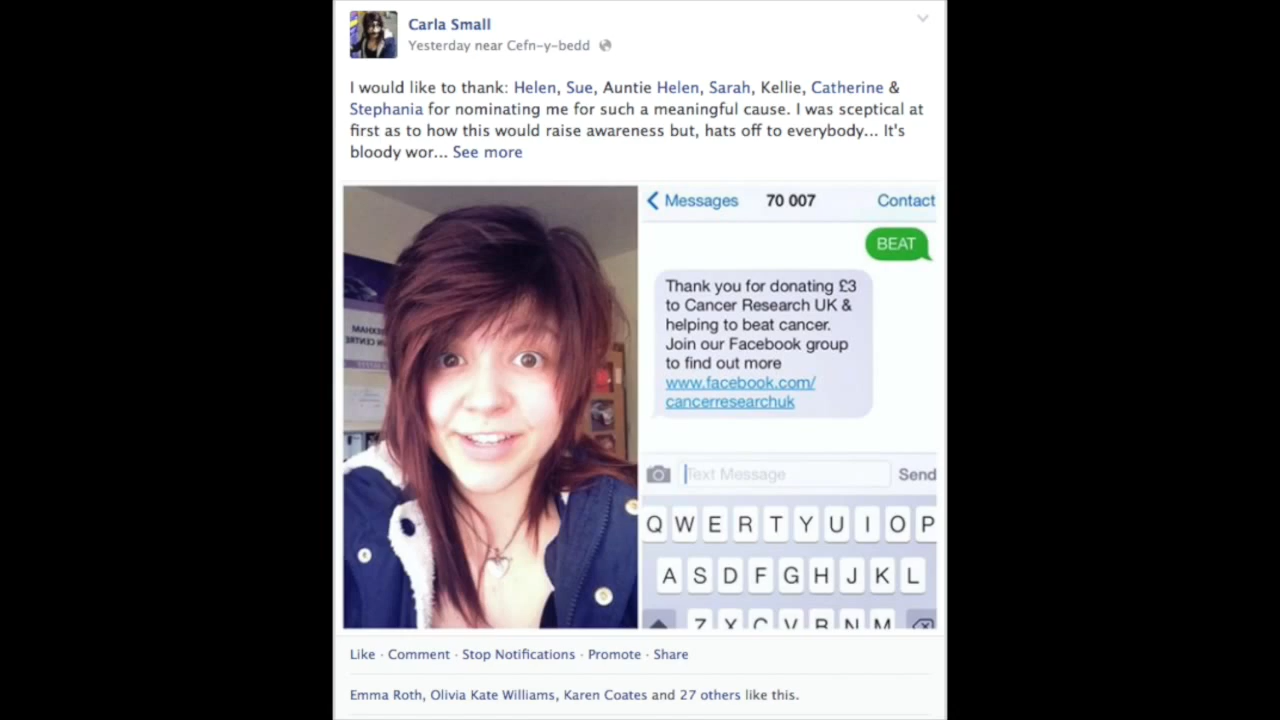 Carla Small
Yesterday near Cefn-y-bedd
I would like to thank: Helen, Sue, Auntie Helen, Sarah, Kellie, Catherine &
Stephania for nominating me for such a meaningful cause. I was sceptical at
first as to how this would raise awareness but, hats off to everybody... It's
bloody wor... See more
Messages 70 007 Contact
BEAT
Thank you for donating £3
to Cancer Research UK &
helping to beat cancer.
Join our Facebook group
to find out more
www.facebook.com/
cancerresearchuk
Text Message Send
Q W E R T Y U I O P
A S D F G H J K L
Z X C V B N M
Like · Comment · Stop Notifications · Promote · Share
Emma Roth, Olivia Kate Williams, Karen Coates and 27 others like this.